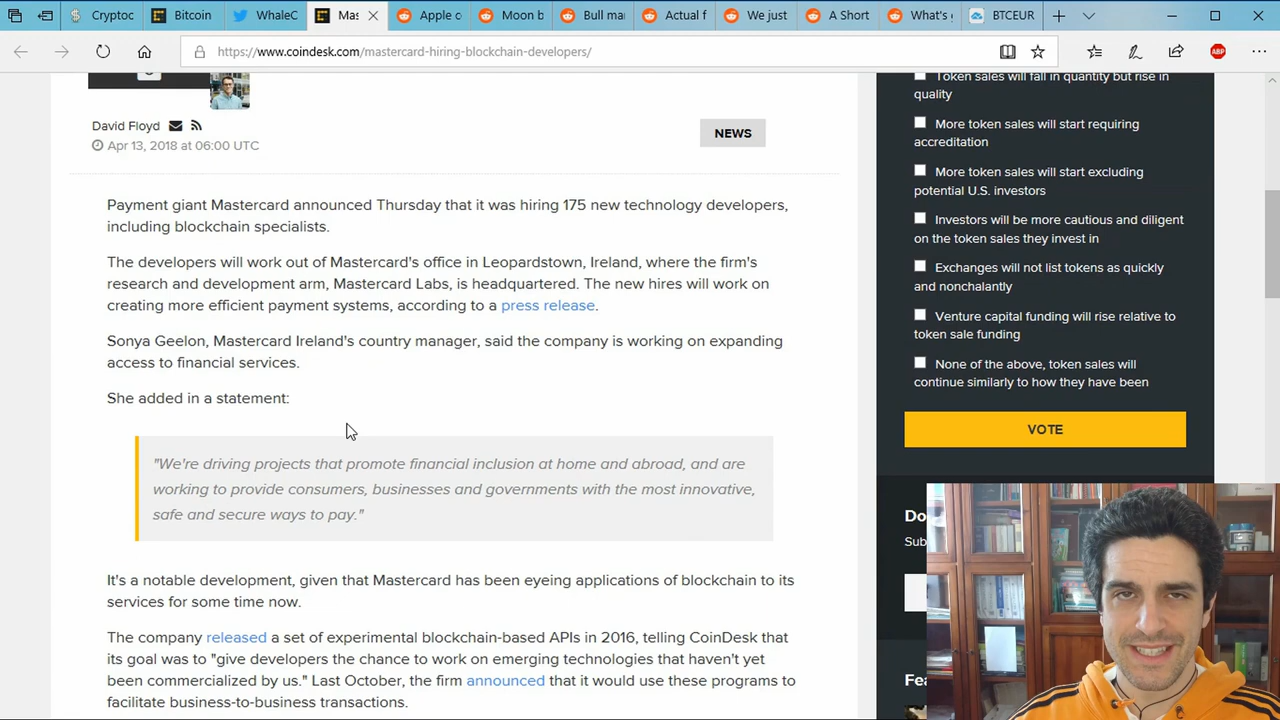 Cryptoc
Bitcoin
WhaleC
Mas
Apple c
Moon b
Bull mar
Actual f
We just
A Short
What's g
BTCEUR
https://www.coindesk.com/mastercard-hiring-blockchain-developers/
ABP
David Floyd
Apr 13, 2018 at 06:00 UTC
NEWS
Payment giant Mastercard announced Thursday that it was hiring 175 new technology developers,
including blockchain specialists.
The developers will work out of Mastercard's office in Leopardstown, Ireland, where the firm's
research and development arm, Mastercard Labs, is headquartered. The new hires will work on
creating more efficient payment systems, according to a press release.
Sonya Geelon, Mastercard Ireland's country manager, said the company is working on expanding
access to financial services.
She added in a statement:
"We're driving projects that promote financial inclusion at home and abroad, and are
working to provide consumers, businesses and governments with the most innovative,
safe and secure ways to pay."
It's a notable development, given that Mastercard has been eyeing applications of blockchain to its
services for some time now.
The company released a set of experimental blockchain-based APIs in 2016, telling CoinDesk that
its goal was to "give developers the chance to work on emerging technologies that haven't yet
been commercialized by us." Last October, the firm announced that it would use these programs to
facilitate business-to-business transactions.
Token sales will fall in quantity but rise in
quality
More token sales will start requiring
accreditation
More token sales will start excluding
potential U.S. investors
Investors will be more cautious and diligent
on the token sales they invest in
Exchanges will not list tokens as quickly
and nonchalantly
Venture capital funding will rise relative to
token sale funding
None of the above, token sales will
continue similarly to how they have been
VOTE
Do
Sub
Fea